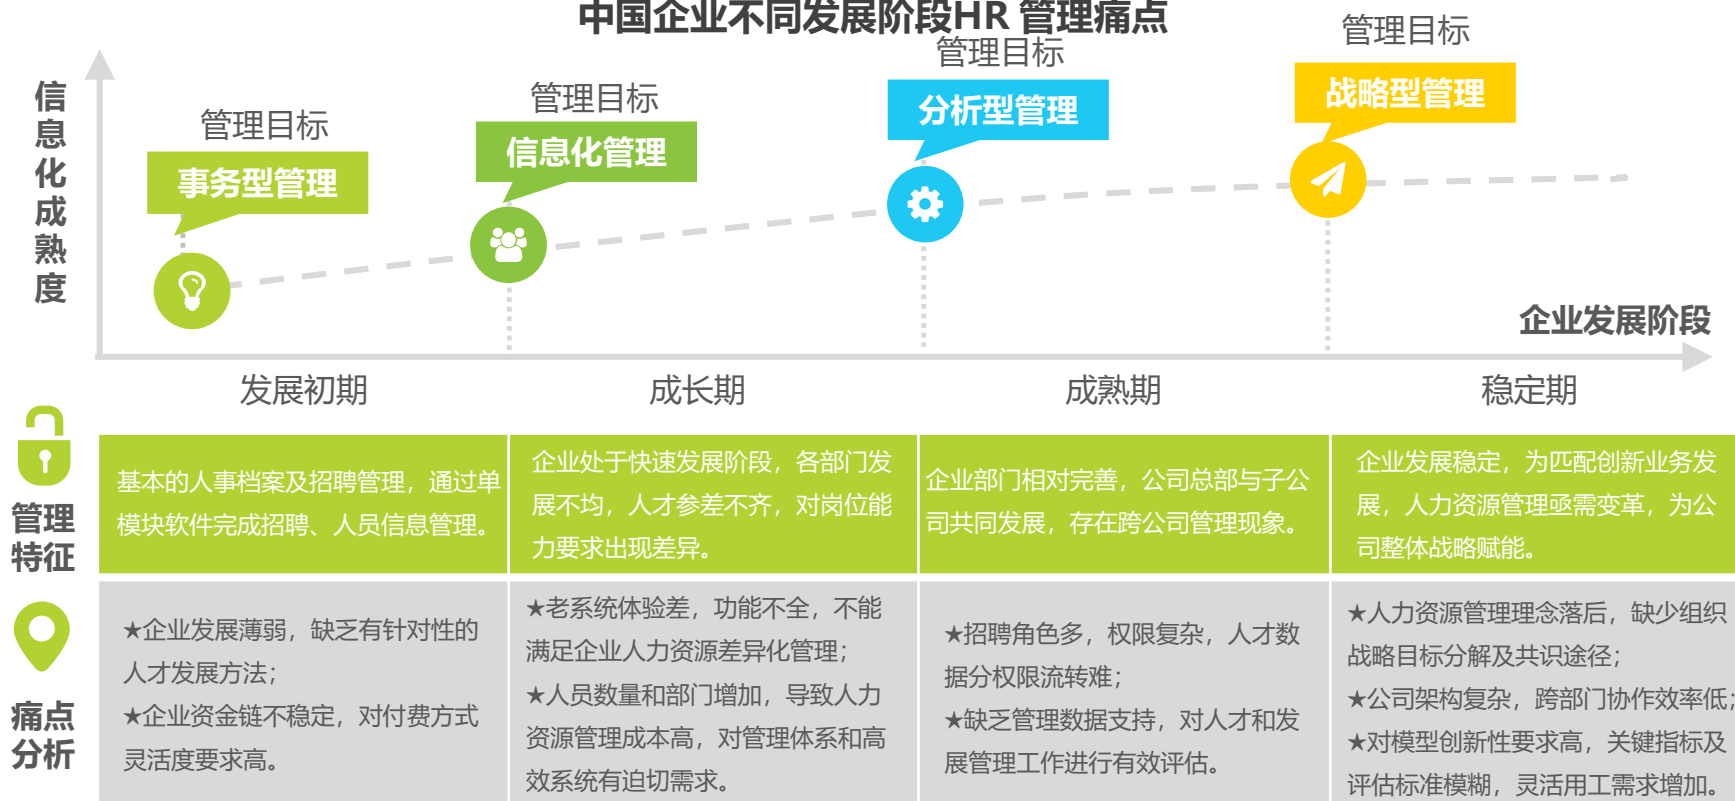 中国企业不同发展阶段HR 管理痛点
信息化成熟度
管理目标
事务型管理
管理目标
信息化管理
管理目标
分析型管理
管理目标
战略型管理
企业发展阶段
发展初期
成长期
成熟期
稳定期
管理
特征
基本的人事档案及招聘管理，通过单
模块软件完成招聘、人员信息管理。
企业处于快速发展阶段，各部门发
展不均，人才参差不齐，对岗位能
力要求出现差异。
企业部门相对完善，公司总部与子公
司共同发展，存在跨公司管理现象。
企业发展稳定，为匹配创新业务发
展，人力资源管理亟需变革，为公
司整体战略赋能。
痛点
分析
★企业发展薄弱，缺乏有针对性的
人才发展方法；
★企业资金链不稳定，对付费方式
灵活度要求高。
★老系统体验差，功能不全，不能
满足企业人力资源差异化管理；
★人员数量和部门增加，导致人力
资源管理成本高，对管理体系和高
效系统有迫切需求。
★招聘角色多，权限复杂，人才数
据分权限流转难；
★缺乏管理数据支持，对人才和发
展管理工作进行有效评估。
★人力资源管理理念落后，缺少组织
战略目标分解及共识途径；
★公司架构复杂，跨部门协作效率低；
★对模型创新性要求高，关键指标及
评估标准模糊，灵活用工需求增加。